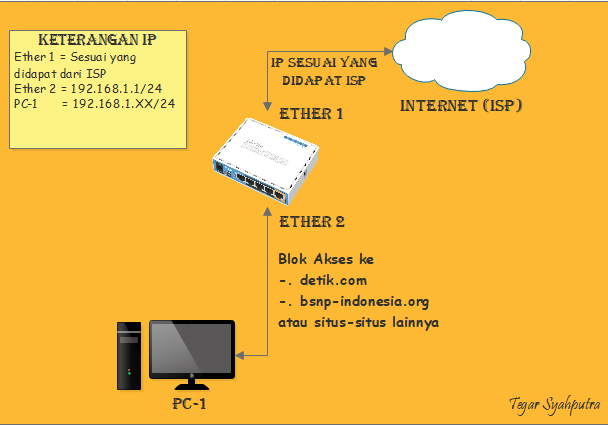 KETERANGAN IP
Ether 1 = Sesuai yang
didapat dari ISP
Ether 2 = 192.168.1.1/24
PC-1 = 192.168.1.XX/24
IP SESUAI YANG
DIDAPAT ISP
INTERNET (ISP)
ETHER 1
ETHER 2
Blok Akses ke
-. detik.com
-. bsnp-indonesia.org
atau situs-situs lainnya
PC-1
Tegar Syahputra